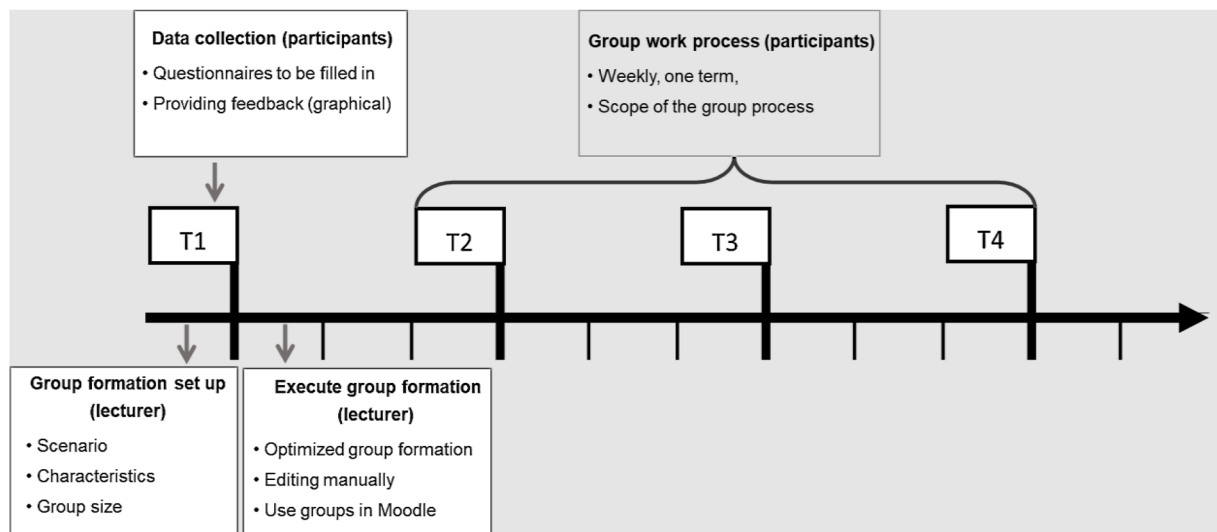 Data collection (participants)
• Questionnaires to be filled in
• Providing feedback (graphical)
Group work process (participants)
• Weekly, one term,
• Scope of the group process
T1
T2
T3
T4
Group formation set up
(lecturer)
• Scenario
• Characteristics
• Group size
Execute group formation
(lecturer)
• Optimized group formation
• Editing manually
• Use groups in Moodle